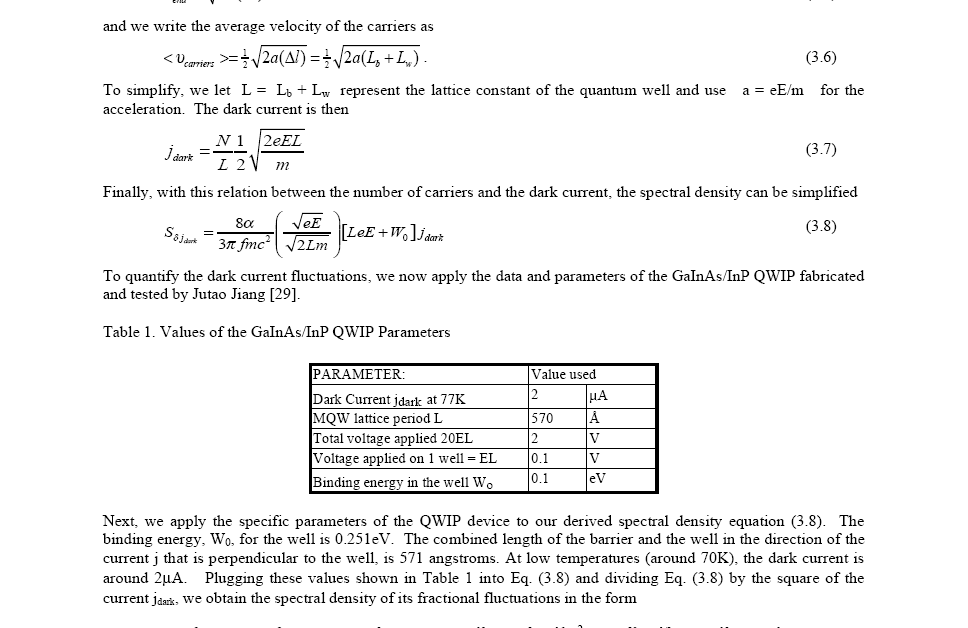 and we write the average velocity of the carriers as
< υcarriers >= ½ √2a(Δl) = ½ √2a(Lb + Lw) . (3.6)
To simplify, we let L = Lb + Lw represent the lattice constant of the quantum well and use a = eE/m for the
acceleration. The dark current is then
jdark = N/L 1/2 √(2eEL/m) (3.7)
Finally, with this relation between the number of carriers and the dark current, the spectral density can be simplified
Sδjdark = 8α/3π fmc² (√eE/√2Lm) [LeE + W0] jdark (3.8)
To quantify the dark current fluctuations, we now apply the data and parameters of the GaInAs/InP QWIP fabricated
and tested by Jutao Jiang [29].
Table 1. Values of the GaInAs/InP QWIP Parameters
PARAMETER: Value used
Dark Current jdark at 77K 2 µA
MQW lattice period L 570 Å
Total voltage applied 20EL 2 V
Voltage applied on 1 well = EL 0.1 V
Binding energy in the well Wo 0.1 eV
Next, we apply the specific parameters of the QWIP device to our derived spectral density equation (3.8). The
binding energy, W0, for the well is 0.251eV. The combined length of the barrier and the well in the direction of the
current j that is perpendicular to the well, is 571 angstroms. At low temperatures (around 70K), the dark current is
around 2µA. Plugging these values shown in Table 1 into Eq. (3.8) and dividing Eq. (3.8) by the square of the
current jdark, we obtain the spectral density of its fractional fluctuations in the form